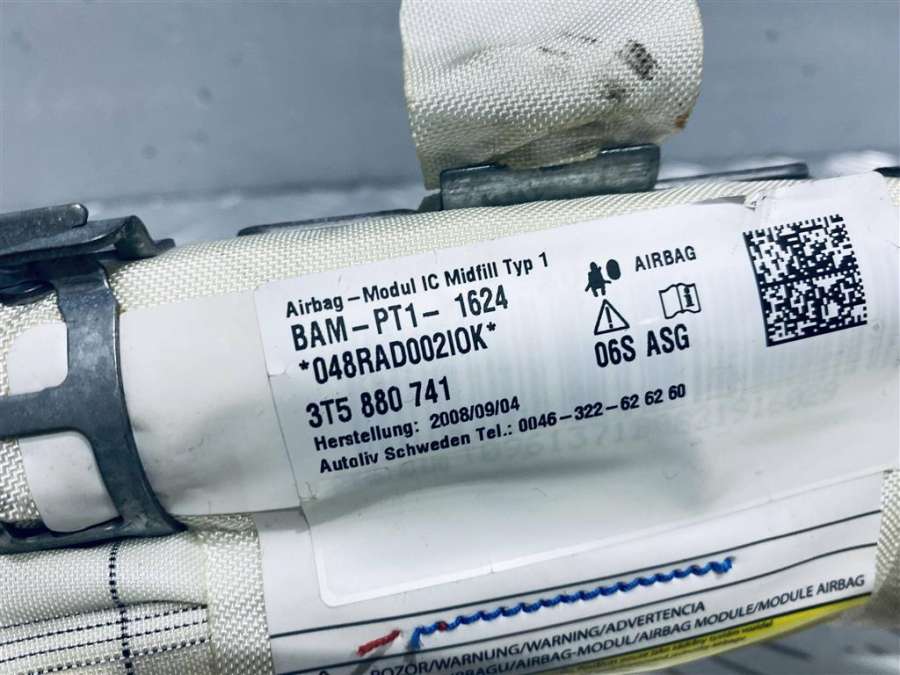 Airbag-Modul IC Midfill Typ 1
BAM-PT1- 1624
*048RAD002IOK*
3T5 880 741
Herstellung: 2008/09/04
Autoliv Schweden Tel.: 0046-322-62 62 60
AIRBAG
06S ASG
POZOR/WARNUNG/WARNING/ADVERTENCIA
AIRBAGU/AIRBAG-MODUL/AIRBAG MODULE/MODULE AIRBAG